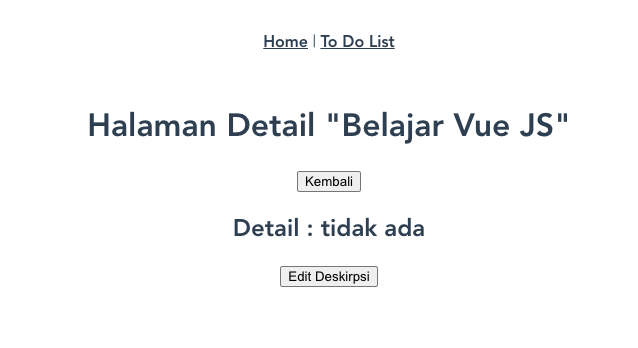 Home | To Do List
Halaman Detail "Belajar Vue JS"
Kembali
Detail : tidak ada
Edit Deskirpsi